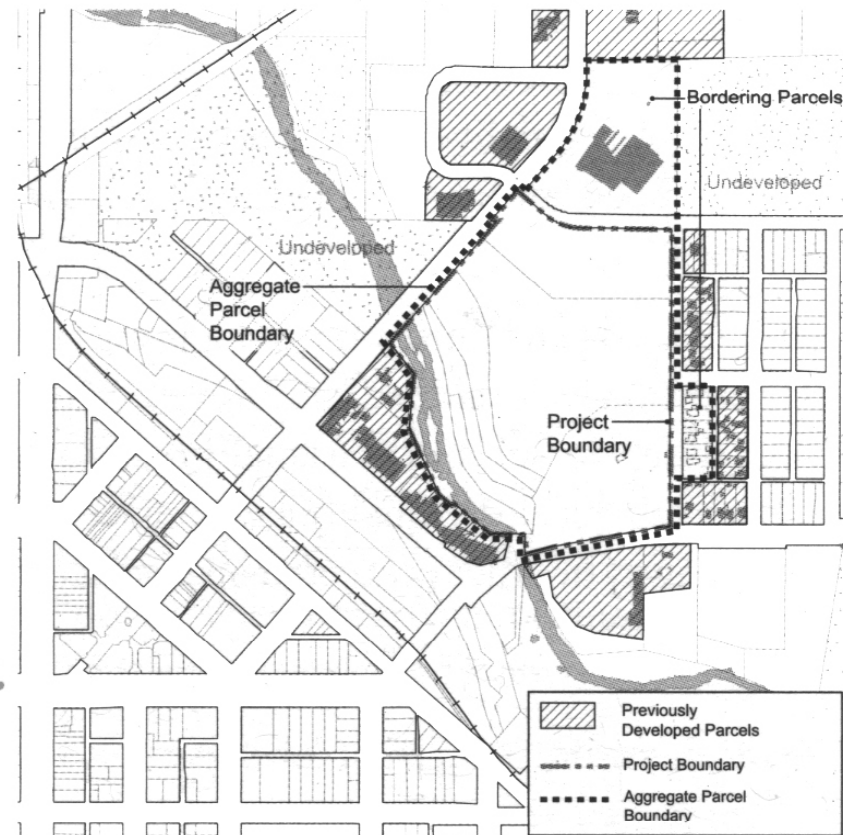 Bordering Parcels
Undeveloped
Undeveloped
Aggregate
Parcel
Boundary
Project
Boundary
Previously
Developed Parcels
Project Boundary
Aggregate Parcel
Boundary